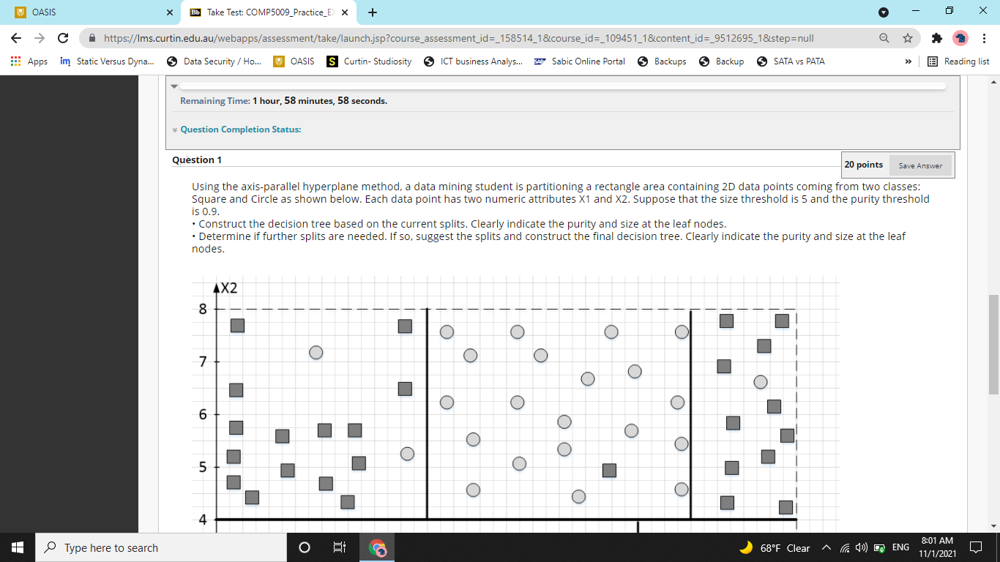 OASIS
Take Test: COMP5009_Practice_E
https://lms.curtin.edu.au/webapps/assessment/take/launch.jsp?course_assessment_id=_158514_1&course_id=_109451_1&content_id=_9512695_1&step=null
Apps Static Versus Dyna... Data Security / Ho... OASIS Curtin- Studiosity ICT business Analys... Sabic Online Portal Backups Backup SATA vs PATA » Reading list
Remaining Time: 1 hour, 58 minutes, 58 seconds.
Question Completion Status:
Question 1
20 points Save Answer
Using the axis-parallel hyperplane method, a data mining student is partitioning a rectangle area containing 2D data points coming from two classes:
Square and Circle as shown below. Each data point has two numeric attributes X1 and X2. Suppose that the size threshold is 5 and the purity threshold
is 0.9.
• Construct the decision tree based on the current splits. Clearly indicate the purity and size at the leaf nodes.
• Determine if further splits are needed. If so, suggest the splits and construct the final decision tree. Clearly indicate the purity and size at the leaf
nodes.
X2
8
7
6
5
4
Type here to search
68°F Clear
ENG
8:01 AM
11/1/2021